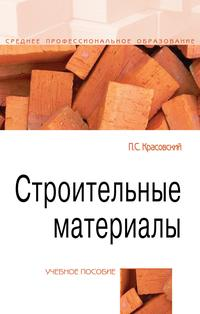 СРЕДНЕЕ ПРОФЕССИОНАЛЬНОЕ ОБРАЗОВАНИЕ
П.С. Красовский
Строительные
материалы
УЧЕБНОЕ ПОСОБИЕ